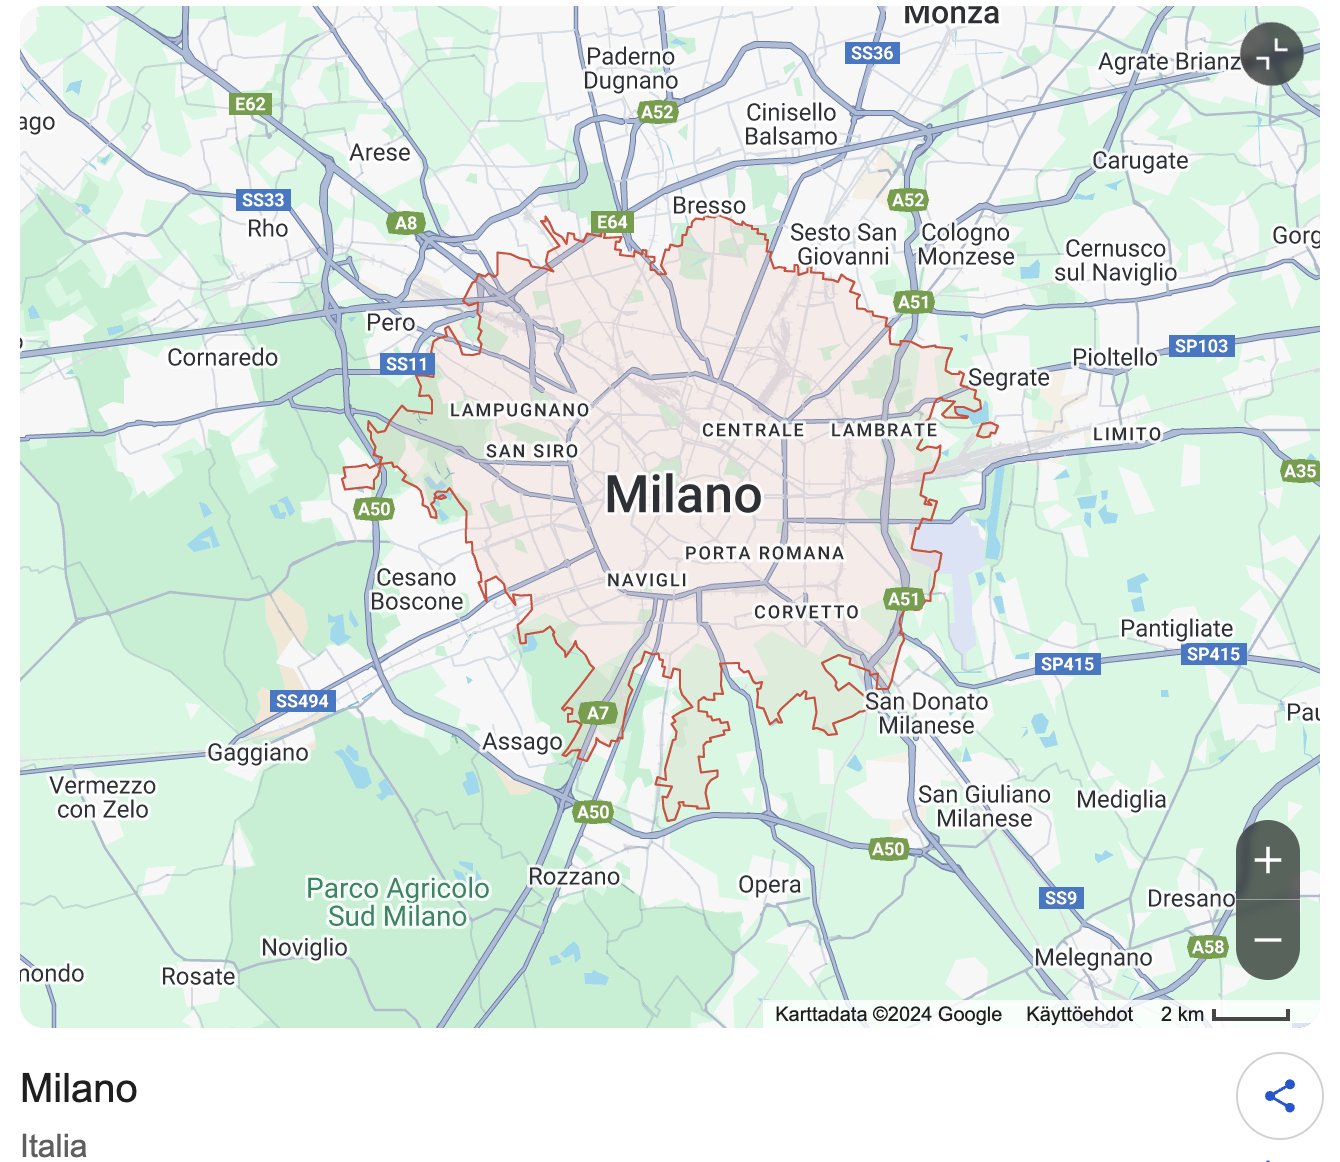 Monza
Paderno
Dugnano
SS36
Agrate Brianz
E62
A52
Cinisello
Balsamo
ago
Arese
Carugate
SS33
A8
E64
Bresso
A52
Rho
Sesto San
Giovanni
Cologno
Monzese
Gorg
Cernusco
sul Naviglio
A51
Pero
Cornaredo
SS11
SP103
Pioltello
Segrate
LAMPUGNANO
CENTRALE
LAMBRATE
LIMITO
SAN SIRO
A35
Milano
A50
PORTA ROMANA
Cesano
Boscone
NAVIGLI
A51
CORVETTO
Pantigliate
SP415
SP415
SS494
San Donato
Milanese
A7
Pau
Assago
Gaggiano
Vermezzo
con Zelo
San Giuliano
Milanese
Mediglia
A50
A50
Rozzano
Opera
Parco Agricolo
Sud Milano
SS9
Dresano
Noviglio
A58
Melegnano
mondo
Rosate
Karttadata ©2024 Google Käyttöehdot 2 km
Milano
Italia